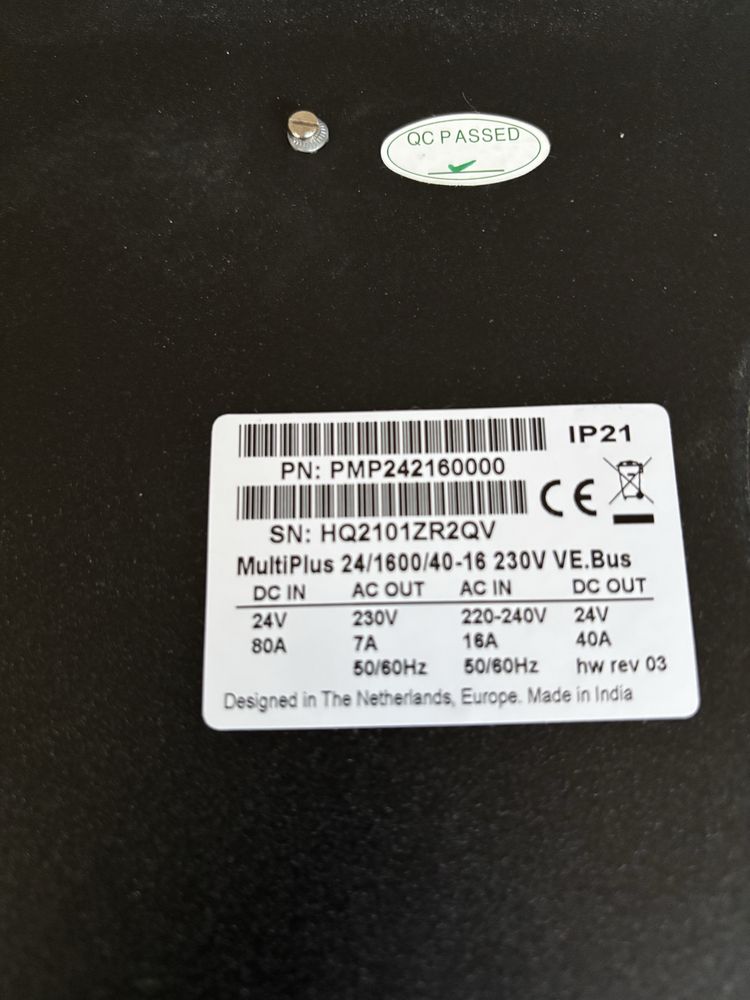 QC PASSED
IP21
PN: PMP242160000
CE
SN: HQ2101ZR2QV
MultiPlus 24/1600/40-16 230V VE.Bus
DC IN AC OUT AC IN DC OUT
24V 230V 220-240V 24V
80A 7A 16A 40A
50/60Hz 50/60Hz hw rev 03
Designed in The Netherlands, Europe. Made in India